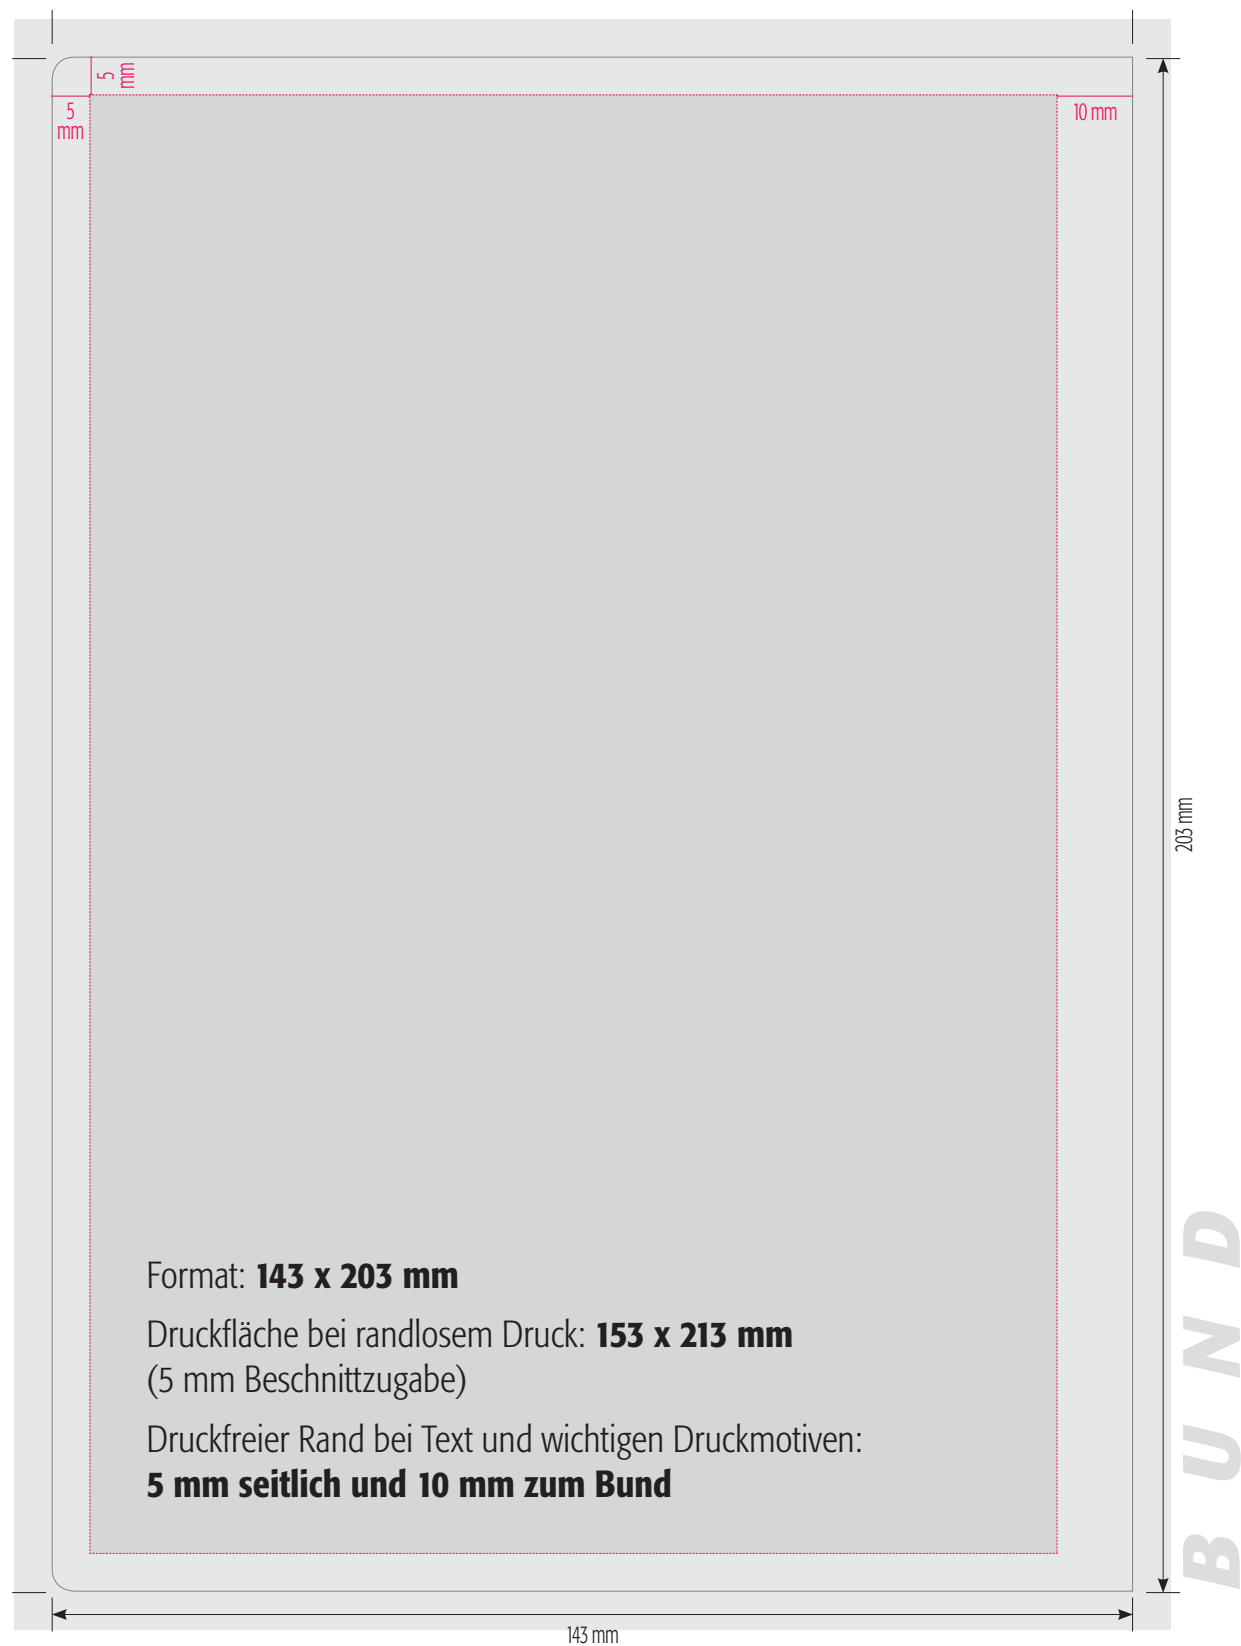 5
mm
5
mm
10 mm
203 mm
Format: 143 x 203 mm
Druckfläche bei randlosem Druck: 153 x 213 mm
(5 mm Beschnittzugabe)
Druckfreier Rand bei Text und wichtigen Druckmotiven:
5 mm seitlich und 10 mm zum Bund
BUND
143 mm